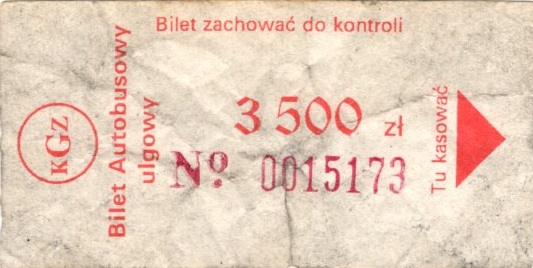 Bilet zachować do kontroli
KGZ
Bilet Autobusowy
ulgowy
3 500 zł
Nº 0015173
Tu kasować